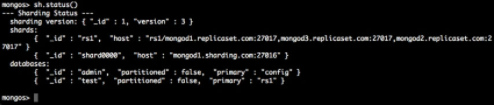 mongos> sh.status()
--- Sharding Status ---
sharding version: { "_id" : 1, "version" : 3 }
shards:
{ "_id" : "rs1", "host" : "rs1/mongod1.replicaset.com:27017,mongod3.replicaset.com:27017,mongod2.replicaset.com:2
7017" }
{ "_id" : "shard0000", "host" : "mongod1.sharding.com:27016" }
databases:
{ "_id" : "admin", "partitioned" : false, "primary" : "config" }
{ "_id" : "test", "partitioned" : false, "primary" : "rs1" }
mongos>